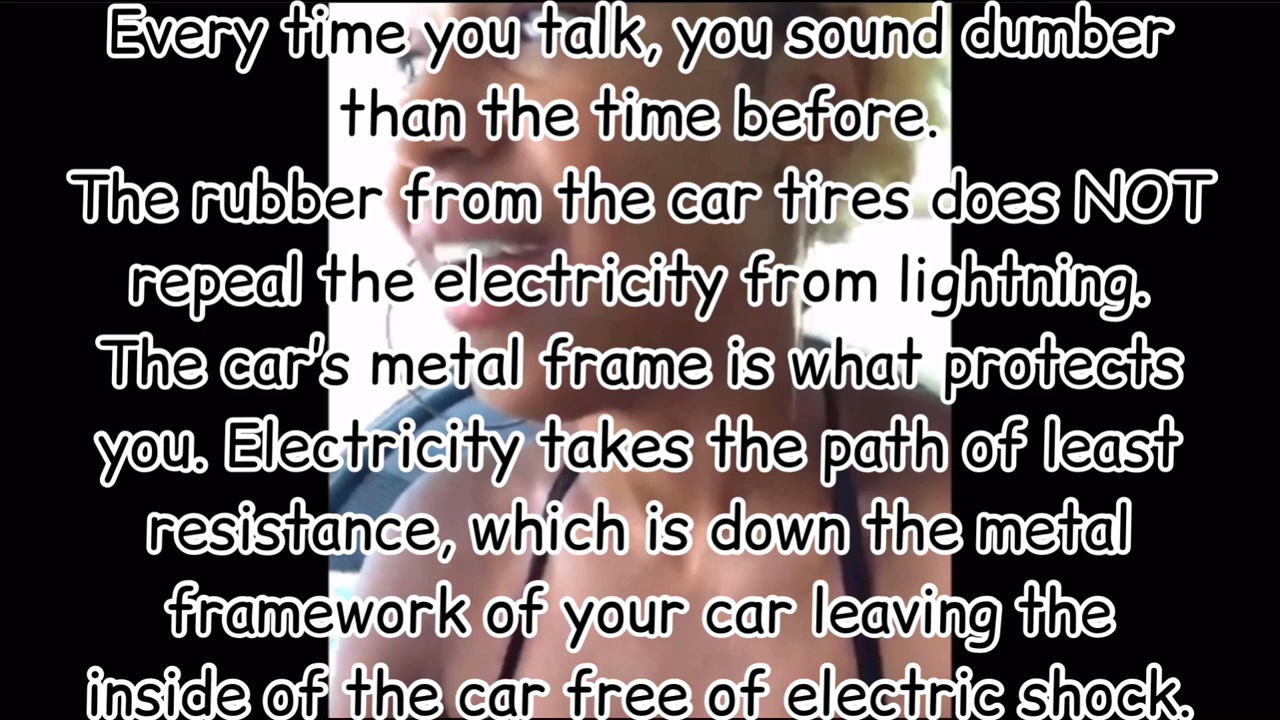 Every time you talk, you sound dumber
than the time before.
The rubber from the car tires does NOT
repeal the electricity from lightning.
The car's metal frame is what protects
you. Electricity takes the path of least
resistance, which is down the metal
framework of your car leaving the
inside of the car free of electric shock.